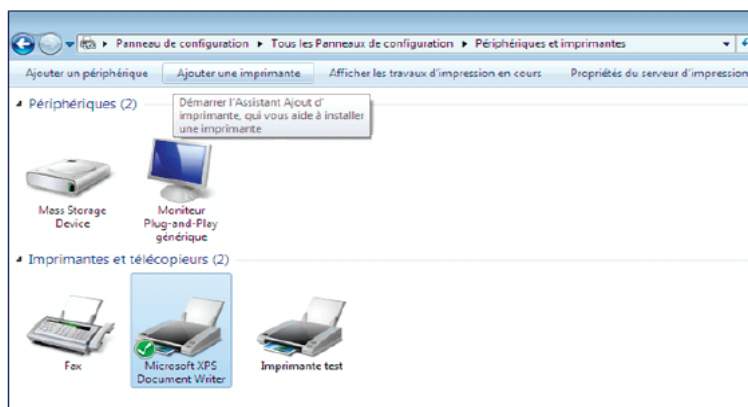 Panneau de configuration ▸ Tous les Panneaux de configuration ▸ Périphériques et imprimantes
Ajouter un périphérique Ajouter une imprimante Afficher les travaux d'impression en cours Propriétés du serveur d'impression
Périphériques (2)
Démarrer l'Assistant Ajout d'
imprimante, qui vous aide à installer
une imprimante
Mass Storage
Device
Moniteur
Plug-and-Play
générique
Imprimantes et télécopieurs (2)
Fax
Microsoft XPS
Document Writer
Imprimante test